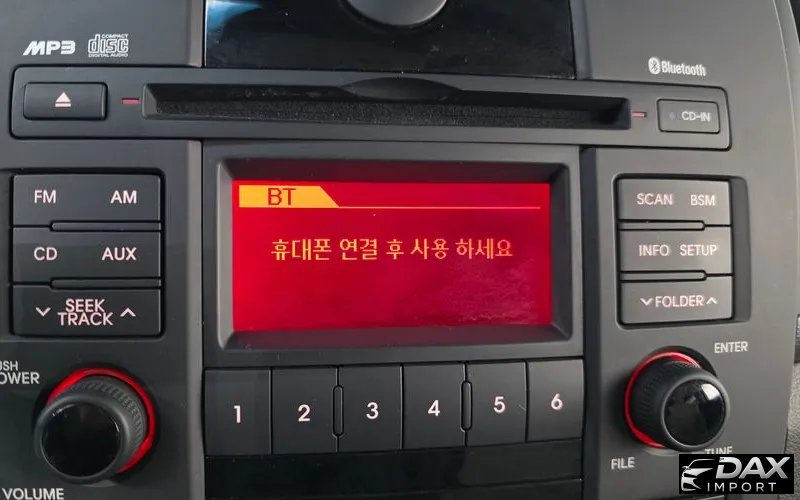 MP3 COMPACT disc DIGITAL AUDIO
Bluetooth
CD-IN
FM AM
CD AUX
SEEK
TRACK
BT
휴대폰 연결 후 사용 하세요
SCAN BSM
INFO SETUP
FOLDER
1 2 3 4 5 6
VOLUME
ENTER
FILE
TUNE
DAX
IMPORT